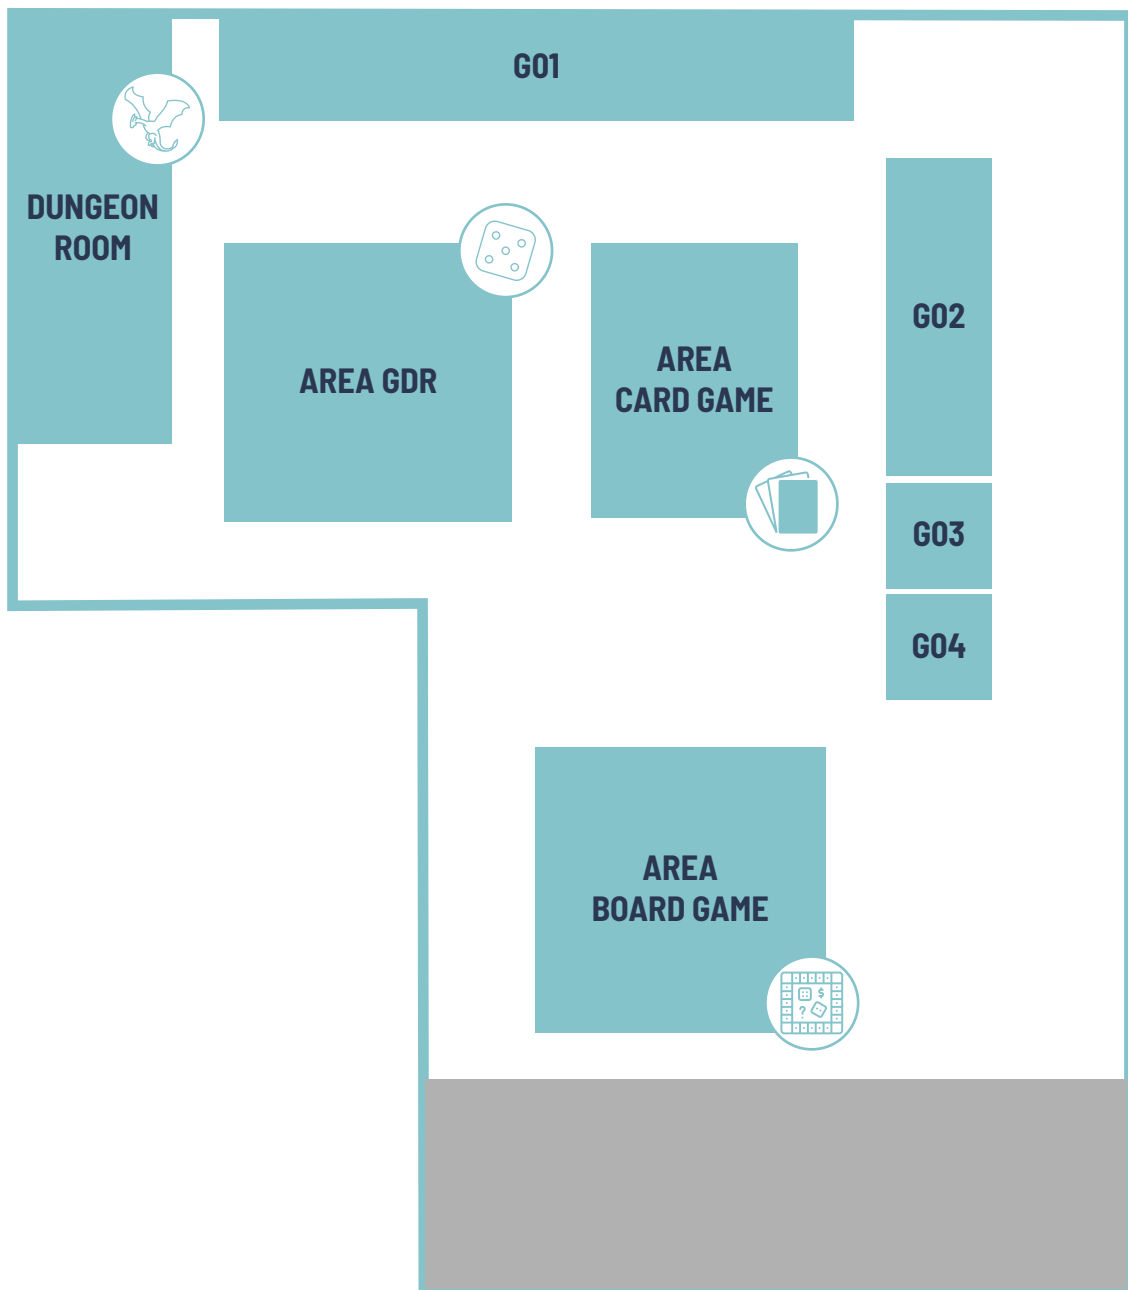 G01
DUNGEON
ROOM
AREA GDR
AREA
CARD GAME
G02
G03
G04
AREA
BOARD GAME
$
?